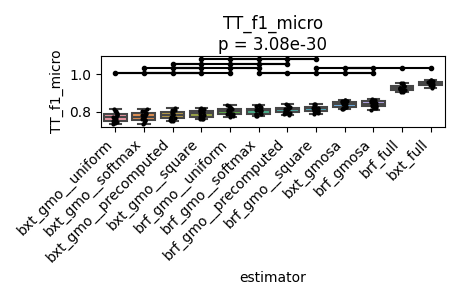 TT_f1_micro
p = 3.08e-30
TT_f1_micro
1.0
0.8
bxt_gmo__uniform
bxt_gmo__softmax
bxt_gmo__precomputed
bxt_gmo__square
brf_gmo__uniform
brf_gmo__softmax
brf_gmo__precomputed
brf_gmo__square
bxt_gmosa
brf_gmosa
brf_full
bxt_full
estimator